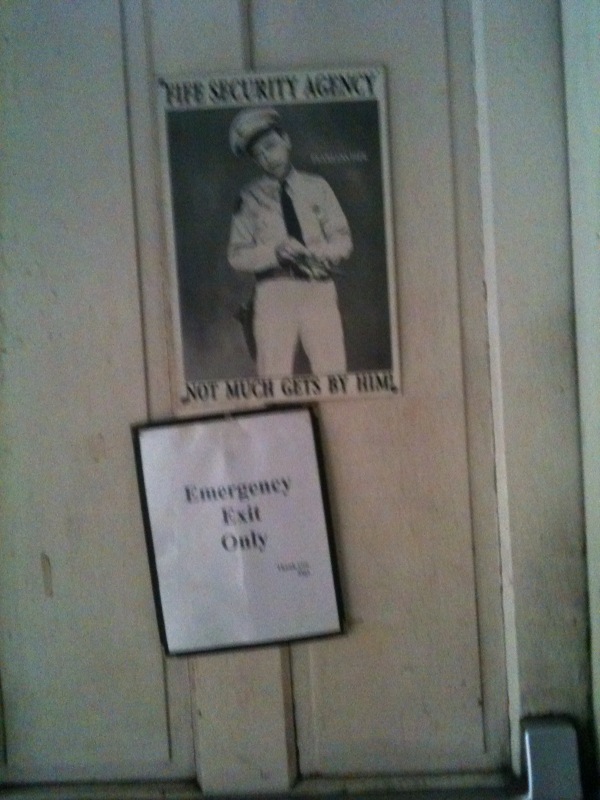 FIFE SECURITY AGENCY
NOT MUCH GETS BY HIM!
Emergency
Exit
Only